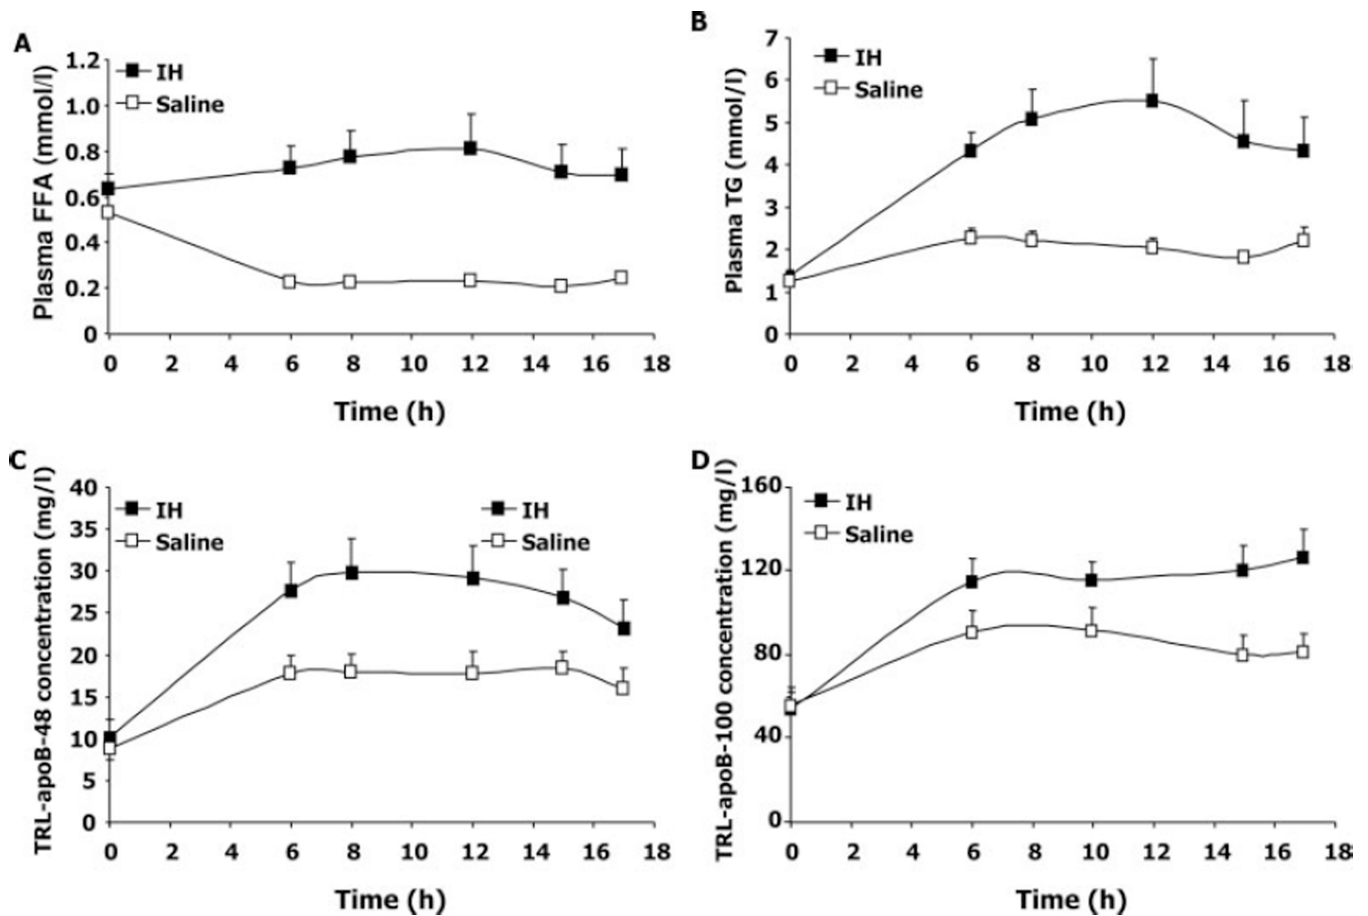 A
Plasma FFA (mmol/l)
1.2
1.0
0.8
0.6
0.4
0.2
0
IH
Saline
0 2 4 6 8 10 12 14 16 18
Time (h)
B
Plasma TG (mmol/l)
7
6
5
4
3
2
1
0
IH
Saline
0 2 4 6 8 10 12 14 16 18
Time (h)
C
TRL-apoB-48 concentration (mg/l)
40
35
30
25
20
15
10
5
0
IH
Saline
IH
Saline
0 2 4 6 8 10 12 14 16 18
Time (h)
D
TRL-apoB-100 concentration (mg/l)
160
120
80
40
0
IH
Saline
0 2 4 6 8 10 12 14 16 18
Time (h)